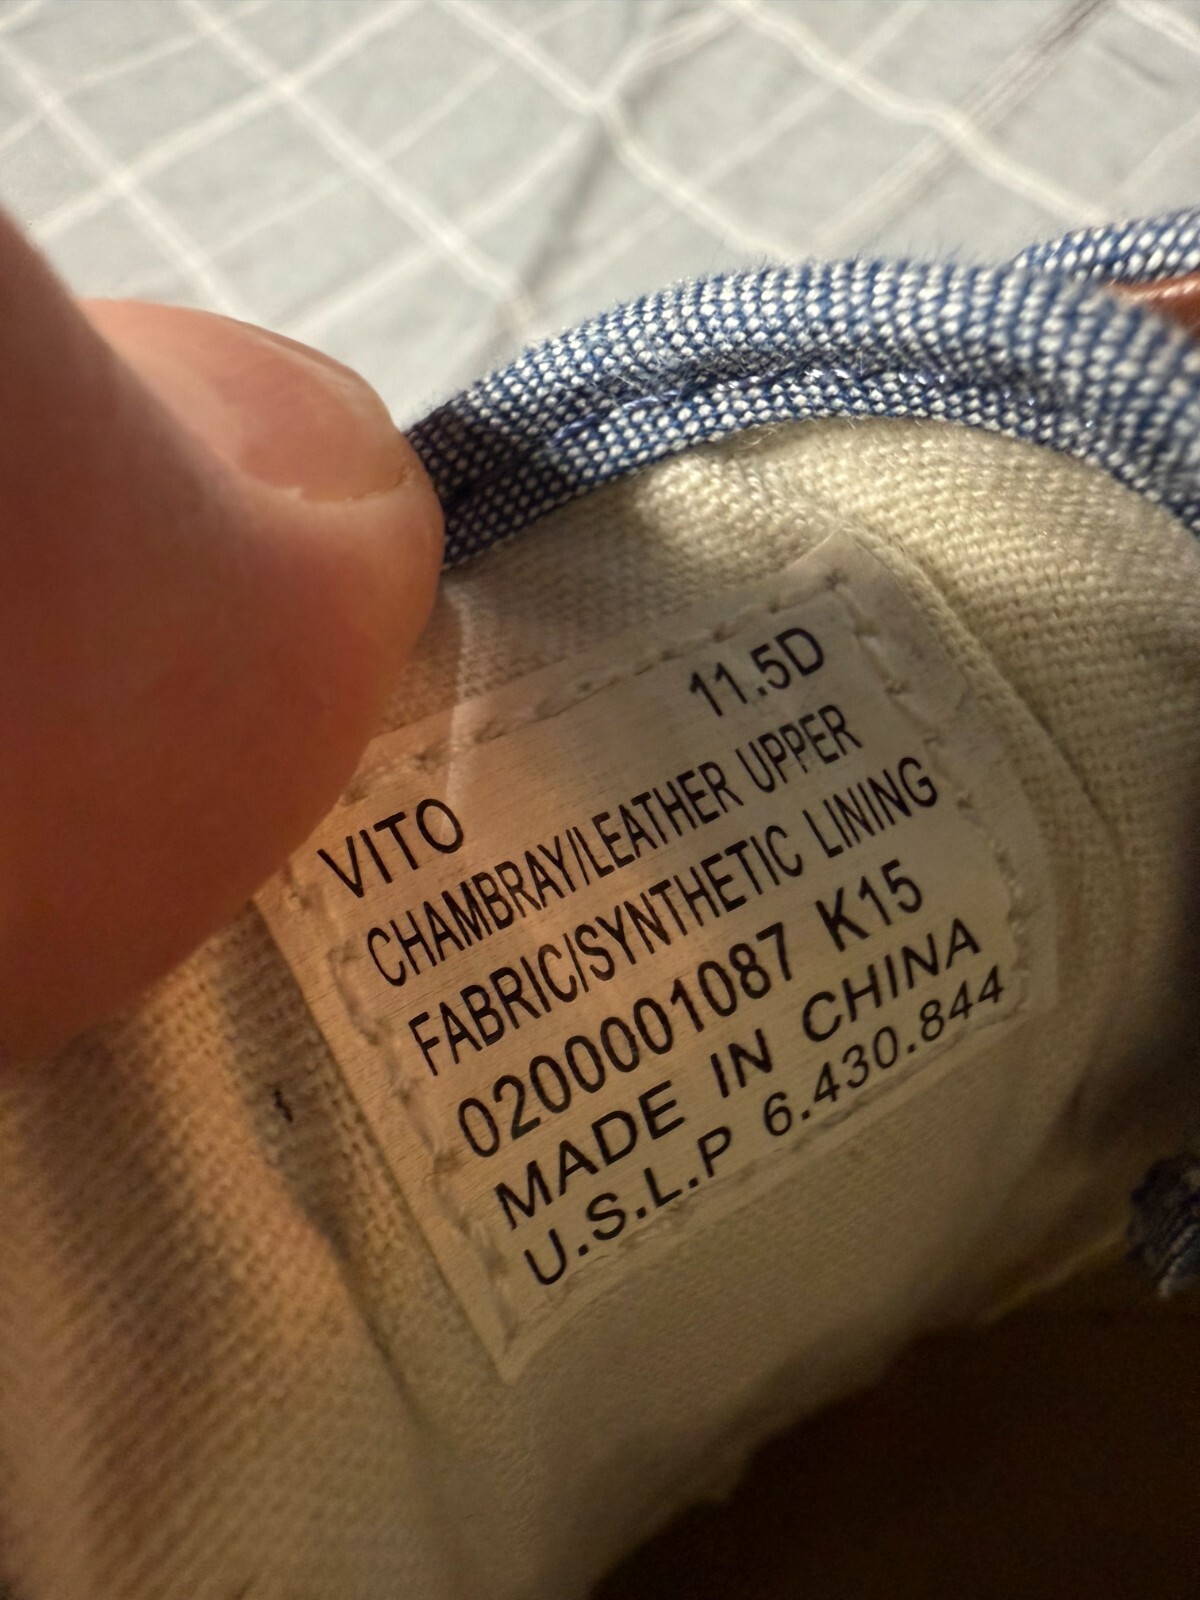 11.5D
VITO
CHAMBRAY/LEATHER UPPER
FABRIC/SYNTHETIC LINING
0200001087 K15
MADE IN CHINA
U.S.L.P 6.430.844